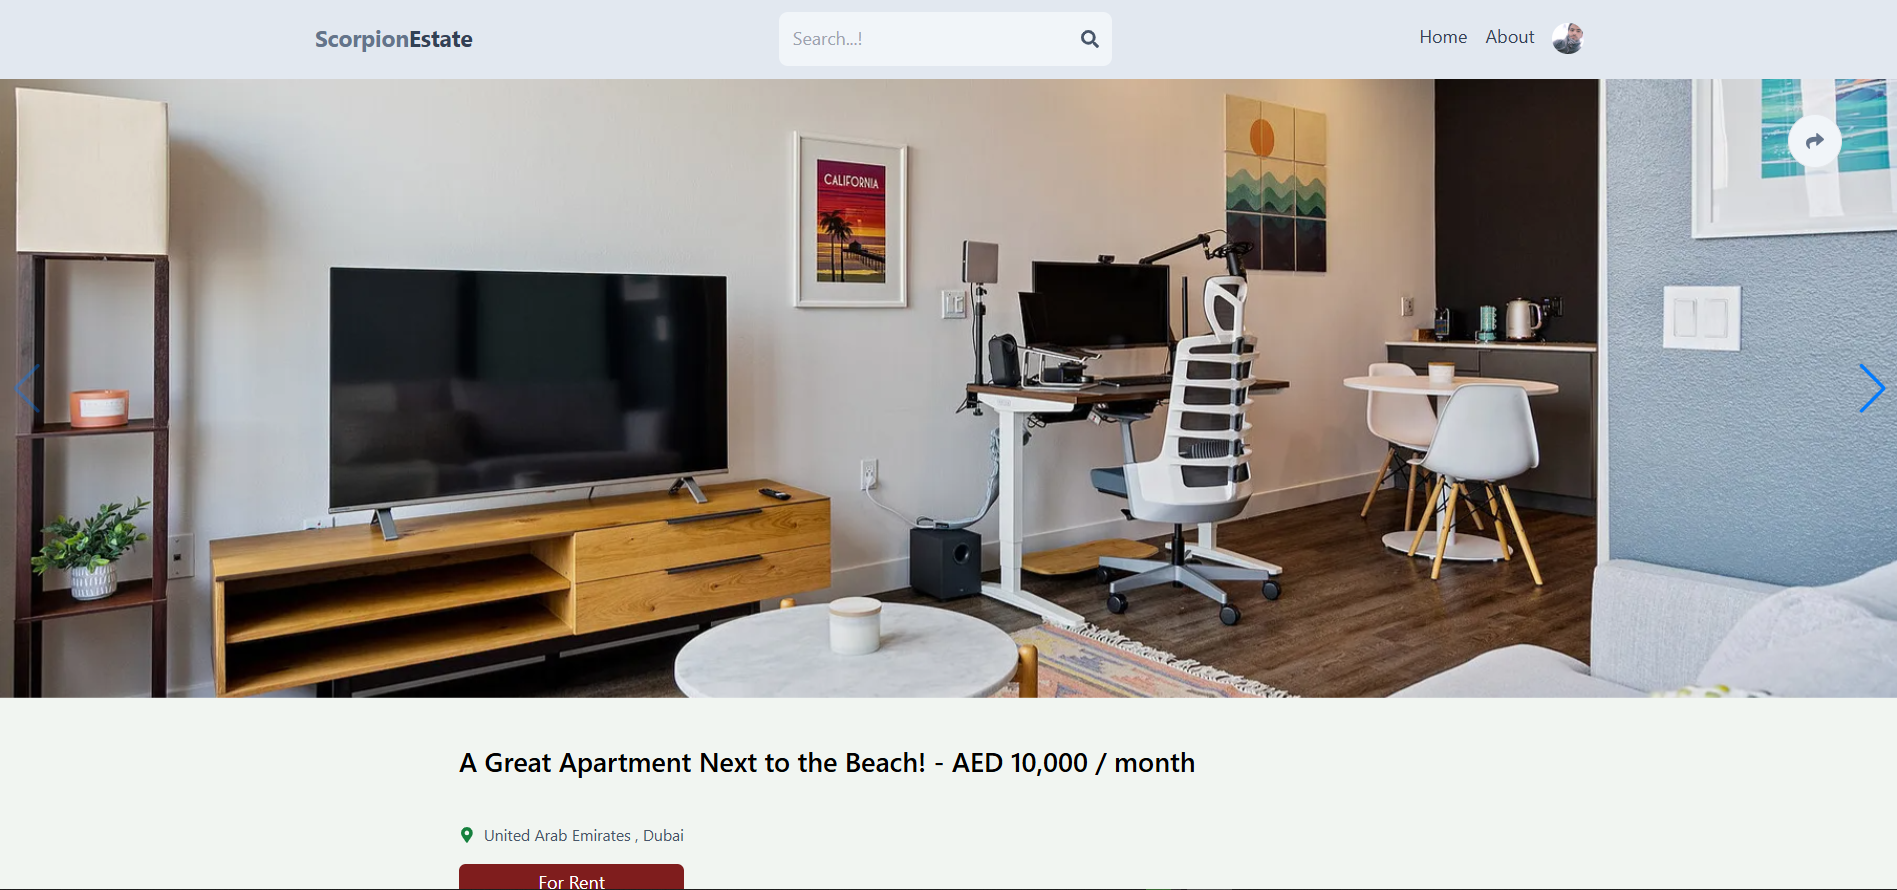 ScorpionEstate
Search...!
Home About
CALIFORNIA
A Great Apartment Next to the Beach! - AED 10,000 / month
United Arab Emirates , Dubai
For Rent